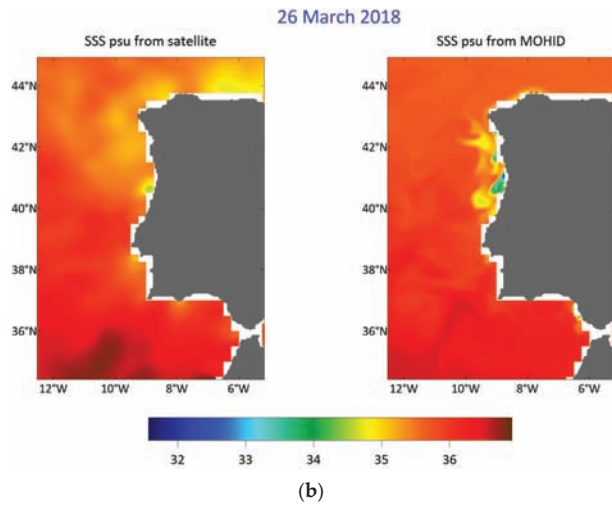 26 March 2018
SSS psu from satellite
SSS psu from MOHID
44°N
42°N
40°N
38°N
36°N
12°W 10°W 8°W 6°W
44°N
42°N
40°N
38°N
36°N
12°W 10°W 8°W 6°W
32 33 34 35 36
(b)